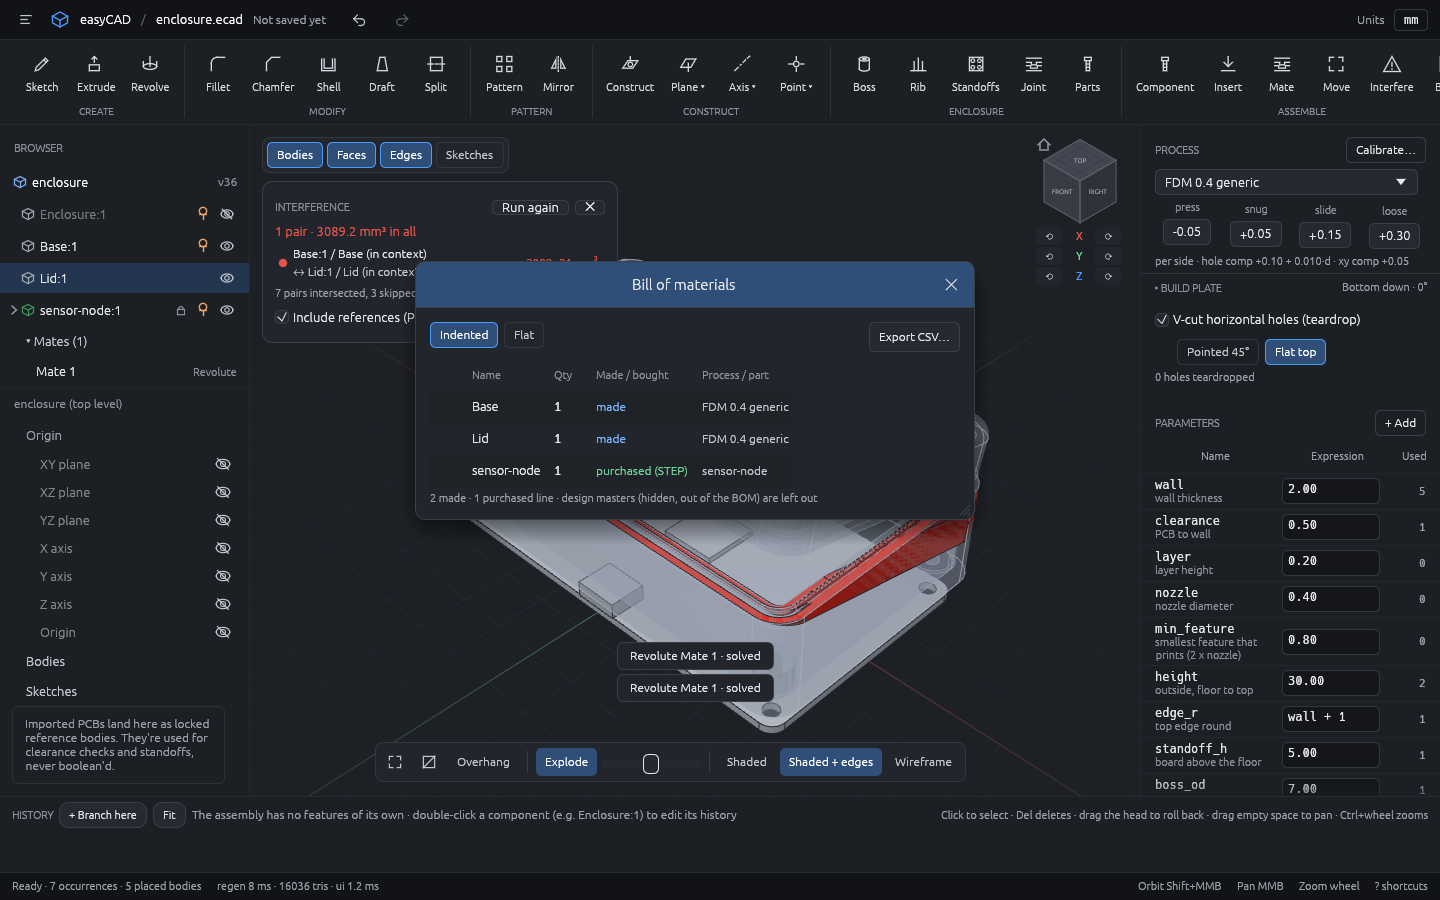 easyCAD / enclosure.ecad Not saved yet
Units mm
Sketch Extrude Revolve Fillet Chamfer Shell Draft Split Pattern Mirror Construct Plane Axis Point Boss Rib Standoffs Joint Parts Component Insert Mate Move Interfere
CREATE MODIFY PATTERN CONSTRUCT ENCLOSURE ASSEMBLE
BROWSER
enclosure v36
Enclosure:1
Base:1
Lid:1
sensor-node:1
Mates (1)
Mate 1 Revolute
enclosure (top level)
Origin
XY plane
XZ plane
YZ plane
X axis
Y axis
Z axis
Origin
Bodies
Sketches
Imported PCBs land here as locked
reference bodies. They're used for
clearance checks and standoffs,
never boolean'd.
Bodies Faces Edges Sketches
INTERFERENCE Run again
1 pair · 3089.2 mm³ in all
Base:1 / Base (in context)
↔ Lid:1 / Lid (in contex
7 pairs intersected, 3 skipped
Include references (P
TOP
FRONT RIGHT
X
Y
Z
Bill of materials
Indented Flat Export CSV...
Name Qty Made / bought Process / part
Base 1 made FDM 0.4 generic
Lid 1 made FDM 0.4 generic
sensor-node 1 purchased (STEP) sensor-node
2 made · 1 purchased line · design masters (hidden, out of the BOM) are left out
Revolute Mate 1 · solved
Revolute Mate 1 · solved
Overhang Explode Shaded Shaded + edges Wireframe
PROCESS Calibrate...
FDM 0.4 generic
press snug slide loose
-0.05 +0.05 +0.15 +0.30
per side · hole comp +0.10 + 0.010·d · xy comp +0.05
BUILD PLATE Bottom down · 0°
V-cut horizontal holes (teardrop)
Pointed 45° Flat top
0 holes teardropped
PARAMETERS + Add
Name Expression Used
wall 2.00 5
wall thickness
clearance 0.50 1
PCB to wall
layer 0.20 0
layer height
nozzle 0.40 0
nozzle diameter
min_feature 0.80 0
smallest feature that
prints (2 x nozzle)
height 30.00 2
outside, floor to top
edge_r wall + 1 1
top edge round
standoff_h 5.00 1
board above the floor
boss_od 7.00 1
HISTORY + Branch here Fit The assembly has no features of its own · double-click a component (e.g. Enclosure:1) to edit its history
Click to select · Del deletes · drag the head to roll back · drag empty space to pan · Ctrl+wheel zooms
Ready · 7 occurrences · 5 placed bodies regen 8 ms · 16036 tris · ui 1.2 ms
Orbit Shift+MMB Pan MMB Zoom wheel ? shortcuts